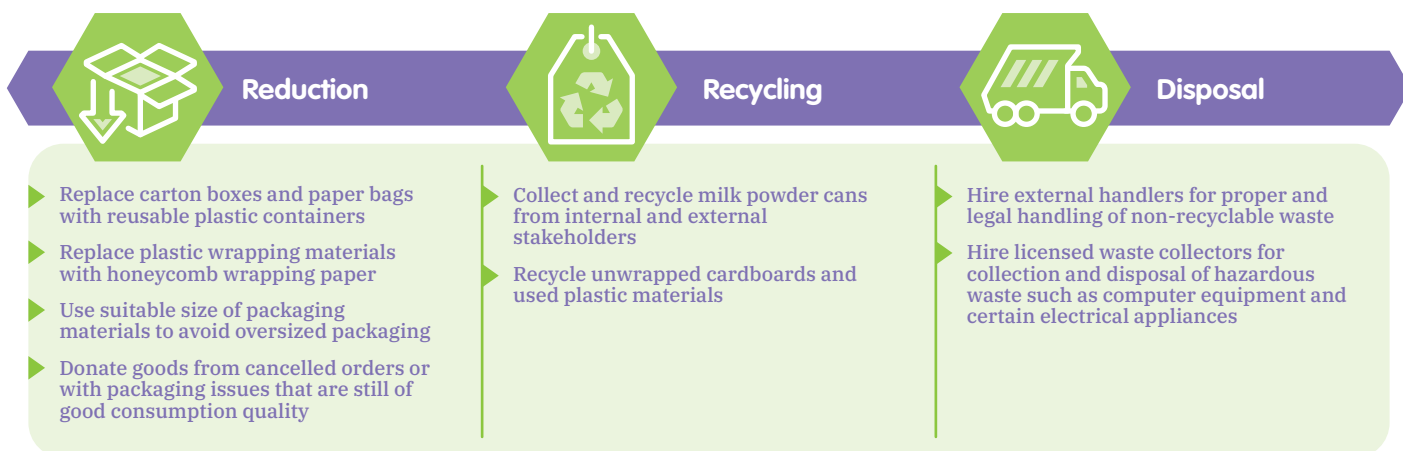 Reduction
Replace carton boxes and paper bags
with reusable plastic containers
Replace plastic wrapping materials
with honeycomb wrapping paper
Use suitable size of packaging
materials to avoid oversized packaging
Donate goods from cancelled orders or
with packaging issues that are still of
good consumption quality
Recycling
Collect and recycle milk powder cans
from internal and external
stakeholders
Recycle unwrapped cardboards and
used plastic materials
Disposal
Hire external handlers for proper and
legal handling of non-recyclable waste
Hire licensed waste collectors for
collection and disposal of hazardous
waste such as computer equipment and
certain electrical appliances